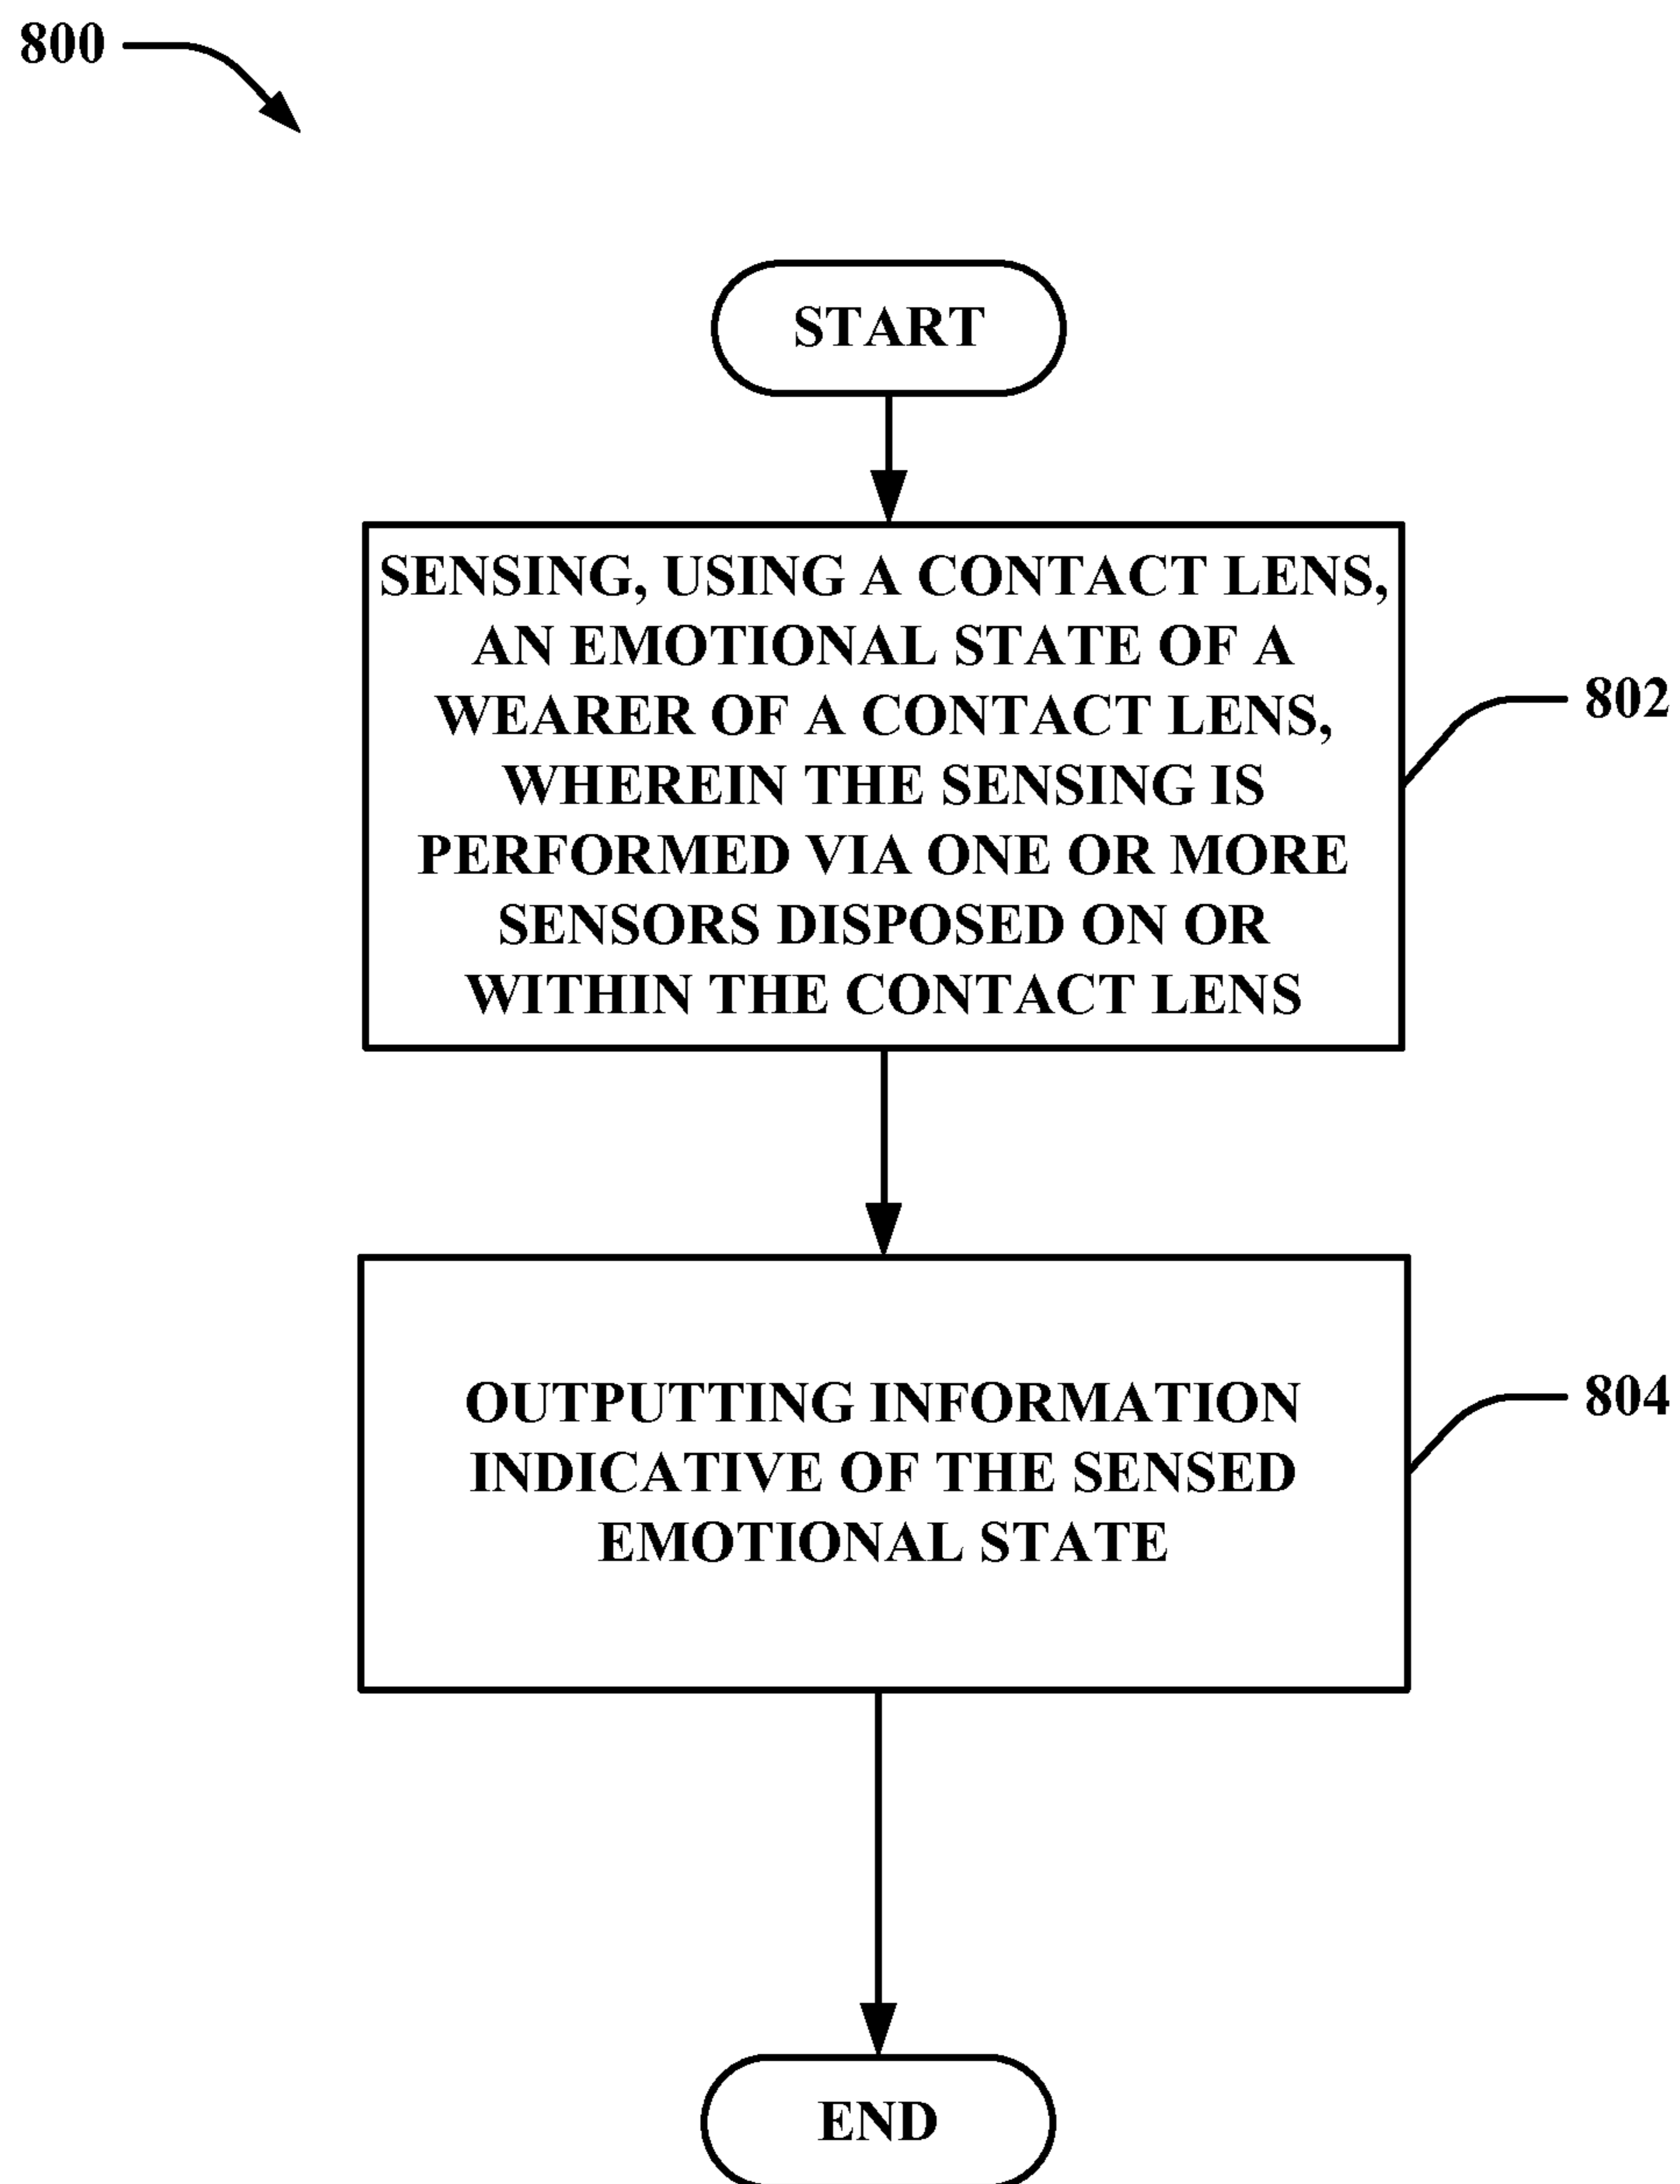 800
START
SENSING, USING A CONTACT LENS,
AN EMOTIONAL STATE OF A
WEARER OF A CONTACT LENS,
WHEREIN THE SENSING IS
PERFORMED VIA ONE OR MORE
SENSORS DISPOSED ON OR
WITHIN THE CONTACT LENS
802
OUTPUTTING INFORMATION
INDICATIVE OF THE SENSED
EMOTIONAL STATE
804
END